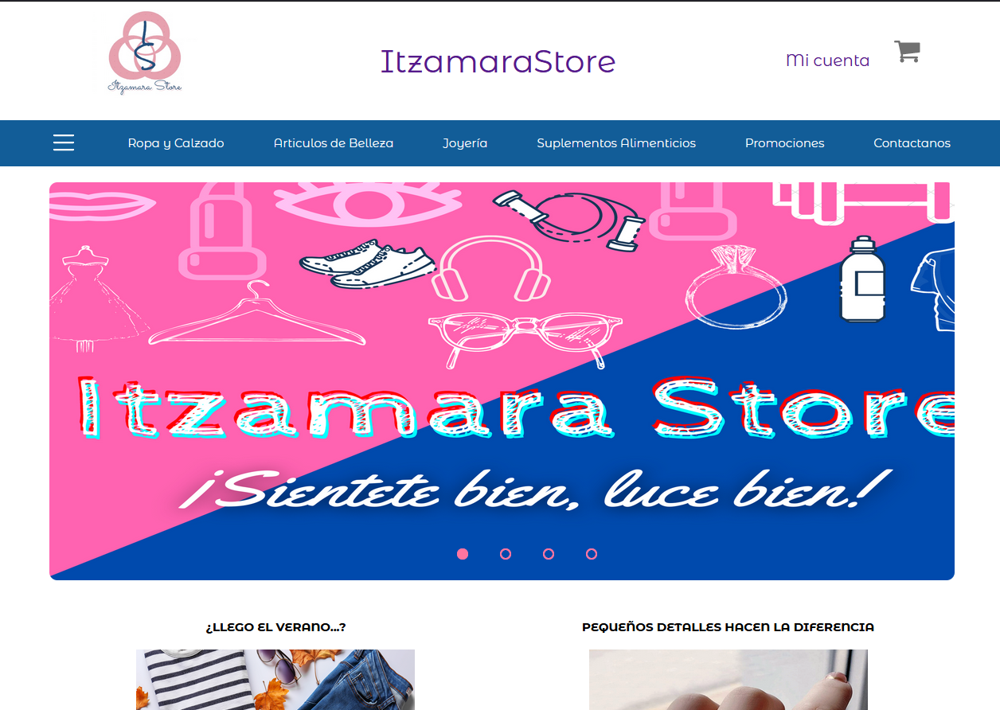 LS
Itzamara Store
ItzamaraStore
Mi cuenta
Ropa y Calzado
Articulos de Belleza
Joyería
Suplementos Alimenticios
Promociones
Contactanos
Itzamara Store
¡Sientete bien, luce bien!
¿LLEGO EL VERANO...?
PEQUEÑOS DETALLES HACEN LA DIFERENCIA